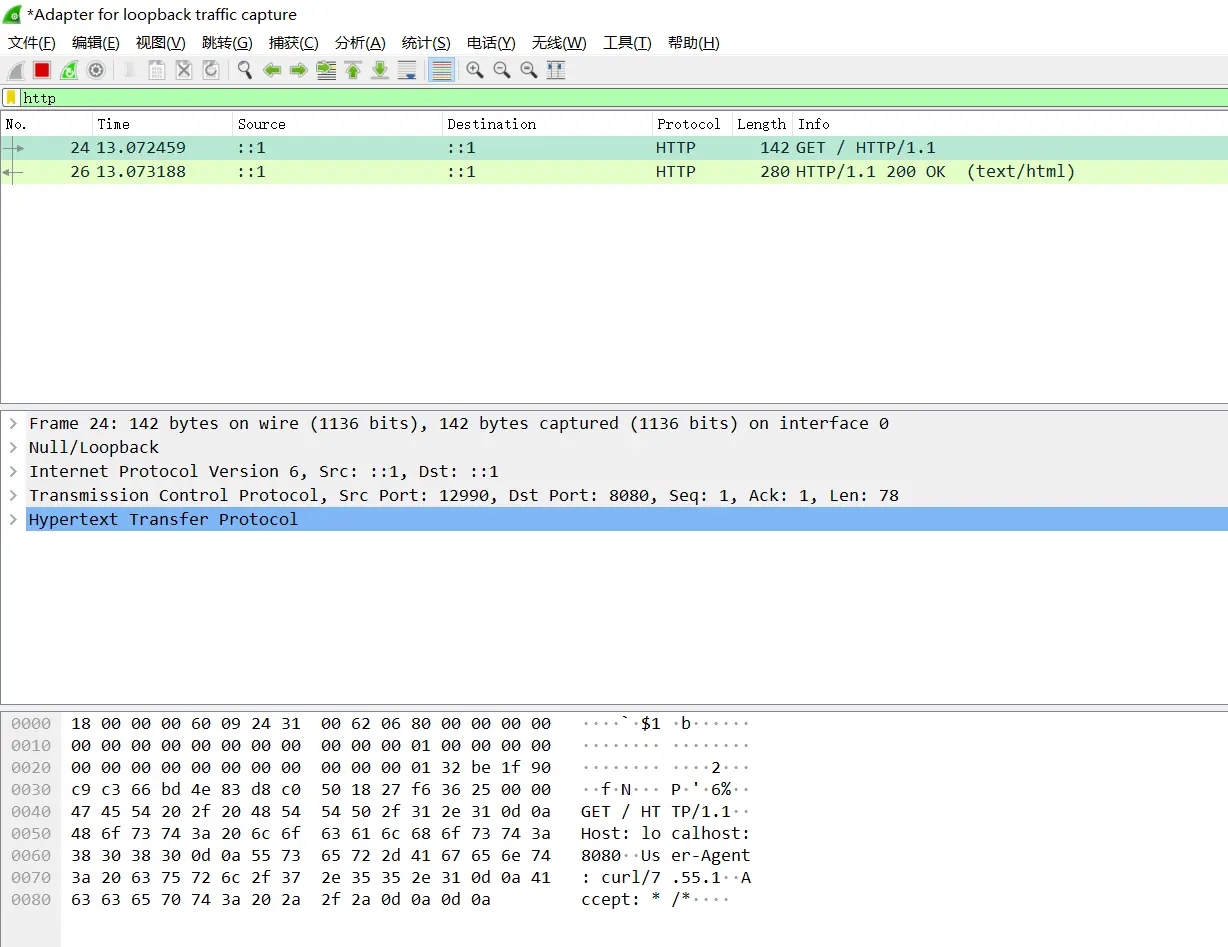 *Adapter for loopback traffic capture
文件(F) 编辑(E) 视图(V) 跳转(G) 捕获(C) 分析(A) 统计(S) 电话(Y) 无线(W) 工具(T) 帮助(H)
http
No. Time Source Destination Protocol Length Info
24 13.072459 ::1 ::1 HTTP 142 GET / HTTP/1.1
26 13.073188 ::1 ::1 HTTP 280 HTTP/1.1 200 OK (text/html)
Frame 24: 142 bytes on wire (1136 bits), 142 bytes captured (1136 bits) on interface 0
Null/Loopback
Internet Protocol Version 6, Src: ::1, Dst: ::1
Transmission Control Protocol, Src Port: 12990, Dst Port: 8080, Seq: 1, Ack: 1, Len: 78
Hypertext Transfer Protocol
0000 18 00 00 00 60 09 24 31 00 62 06 80 00 00 00 00 ····`·$1 ·b······
0010 00 00 00 00 00 00 00 00 00 00 00 01 00 00 00 00 ········ ········
0020 00 00 00 00 00 00 00 00 00 00 00 01 32 be 1f 90 ········ ····2···
0030 c9 c3 66 bd 4e 83 d8 c0 50 18 27 f6 36 25 00 00 ··f·N··· P·'·6%··
0040 47 45 54 20 2f 20 48 54 54 50 2f 31 2e 31 0d 0a GET / HT TP/1.1··
0050 48 6f 73 74 3a 20 6c 6f 63 61 6c 68 6f 73 74 3a Host: lo calhost:
0060 38 30 38 30 0d 0a 55 73 65 72 2d 41 67 65 6e 74 8080··Us er-Agent
0070 3a 20 63 75 72 6c 2f 37 2e 35 35 2e 31 0d 0a 41 : curl/7 .55.1··A
0080 63 63 65 70 74 3a 20 2a 2f 2a 0d 0a 0d 0a ccept: * /*····